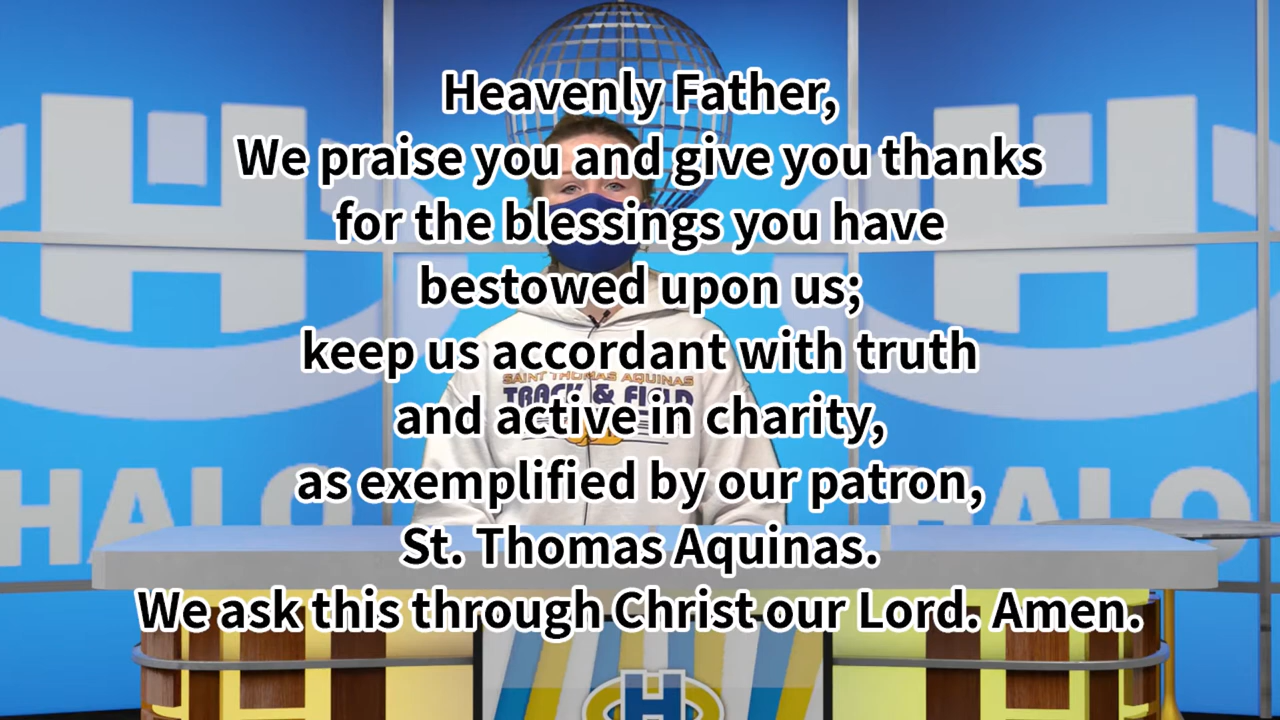 Heavenly Father,
We praise you and give you thanks
for the blessings you have
bestowed upon us;
keep us accordant with truth
and active in charity,
as exemplified by our patron,
St. Thomas Aquinas.
We ask this through Christ our Lord. Amen.
SAINT THOMAS AQUINAS
TRACK & FIELD
H
H
HALO
HALO
H